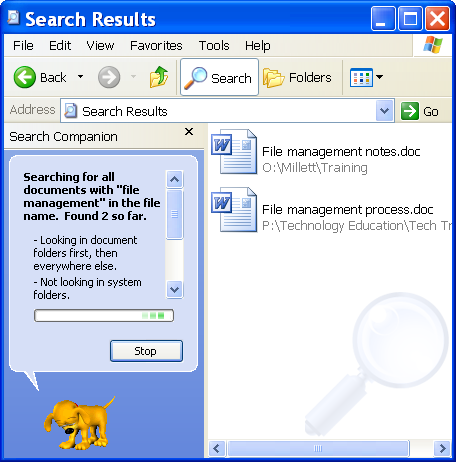 Search Results
File Edit View Favorites Tools Help
Back Search Folders
Address Search Results Go
Search Companion
Searching for all
documents with "file
management" in the file
name. Found 2 so far.
- Looking in document
folders first, then
everywhere else.
- Not looking in system
folders.
Stop
File management notes.doc
O:\Millett\Training
File management process.doc
P:\Technology Education\Tech Tr